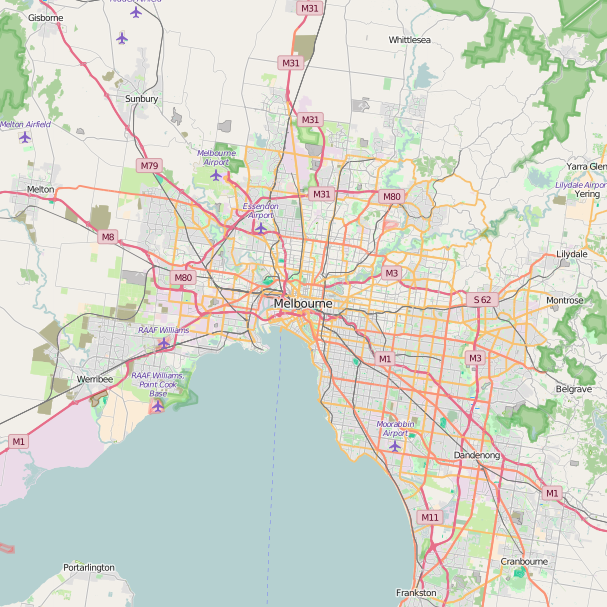 M31
Gisborne
Whittlesea
M31
Sunbury
M31
Melton Airfield
Melbourne
Airport
M79
Yarra Glen
Lilydale Airpor
Yering
Melton
M31
M80
Essendon
Airport
M8
Lilydale
M80
M3
S 62
Montrose
Melbourne
RAAF Williams
M1
M3
Werribee
RAAF Williams,
Point Cook
Base
Belgrave
Moorabbin
Airport
M1
Dandenong
M1
M11
Cranbourne
Portarlington
Frankston